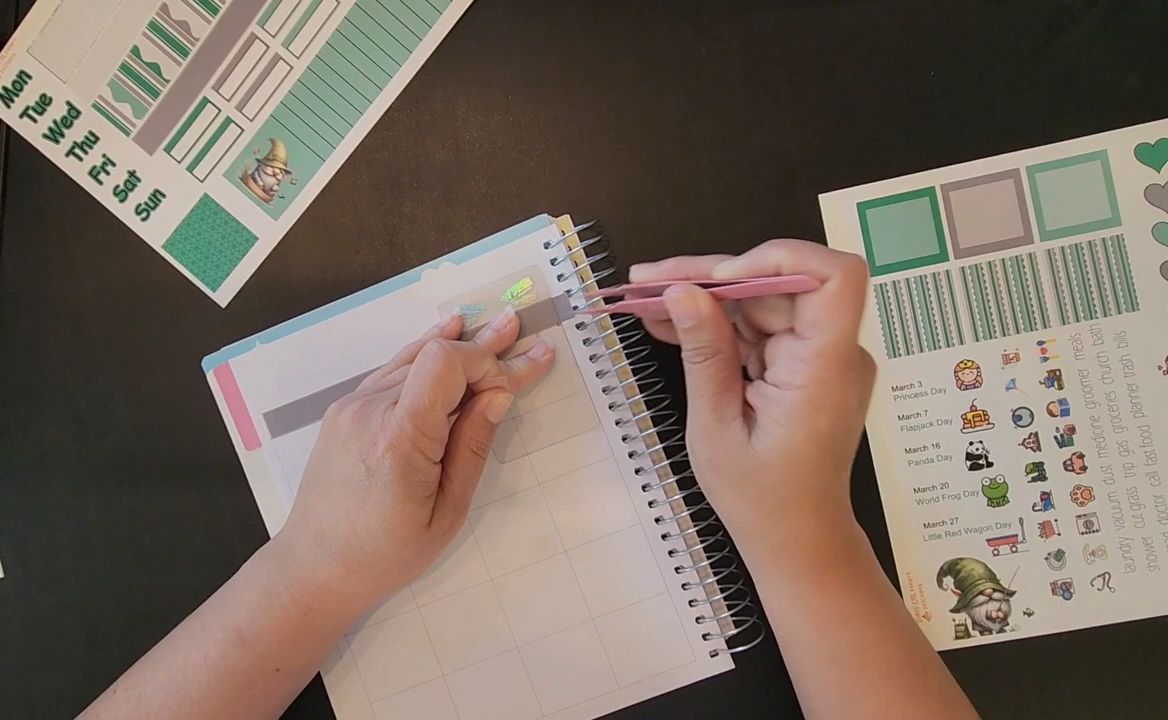 Mon
Tue
Wed
Thu
Fri
Sat
Sun
March 3
Princess Day
March 7
Flapjack Day
March 16
Panda Day
March 20
World Frog Day
March 27
Little Red Wagon Day
laundry vacuum dust medicine groomer meals
shower cut grass trip gas groceries church bath
doctor call fast food planner trash bills